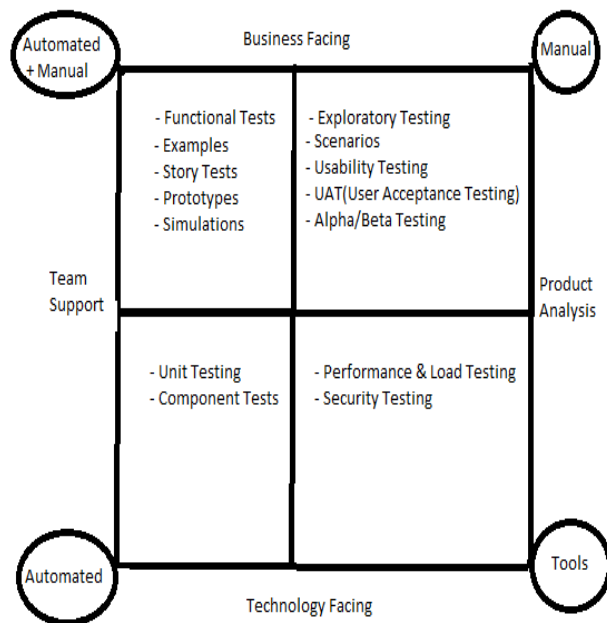 Automated
+ Manual
Business Facing
Manual
- Functional Tests
- Examples
- Story Tests
- Prototypes
- Simulations
- Exploratory Testing
- Scenarios
- Usability Testing
- UAT(User Acceptance Testing)
- Alpha/Beta Testing
Team
Support
Product
Analysis
- Unit Testing
- Component Tests
- Performance & Load Testing
- Security Testing
Automated
Technology Facing
Tools